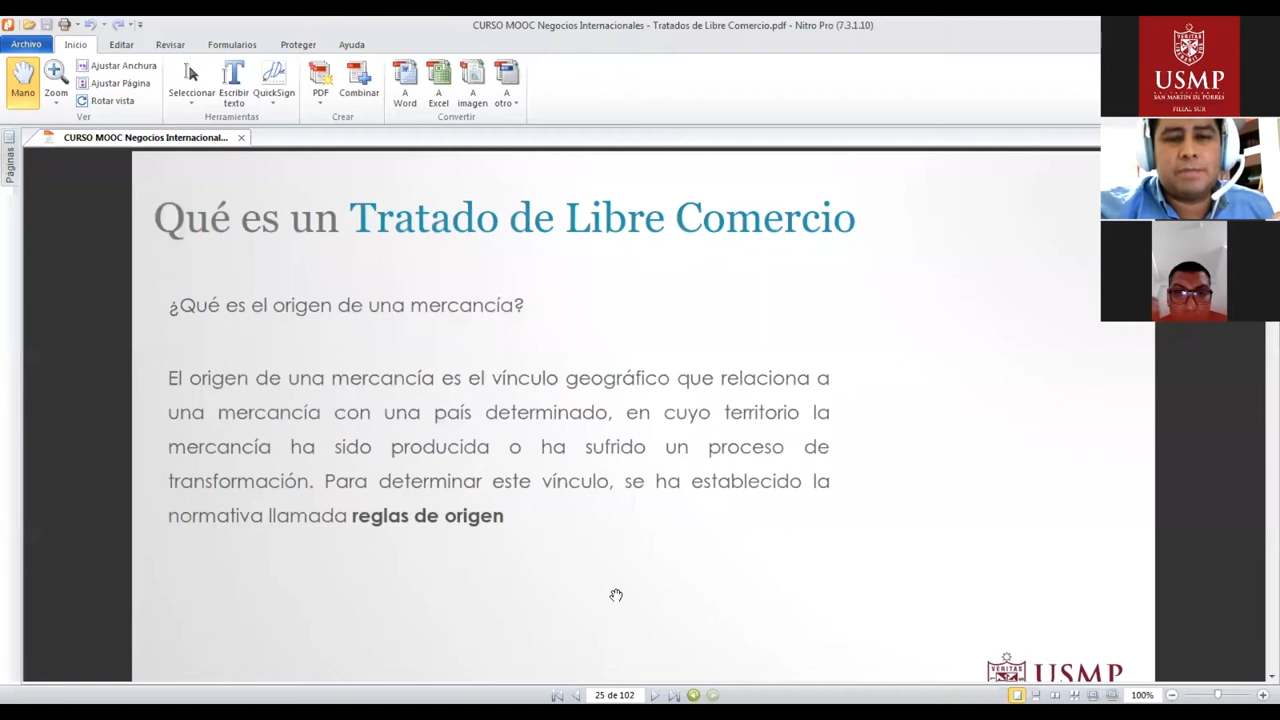 CURSO MOOC Negocios Internacionales - Tratados de Libre Comercio.pdf - Nitro Pro (7.3.1.10)
Archivo Inicio Editar Revisar Formularios Proteger Ayuda
Mano
Zoom
Ajustar Anchura
Ajustar Página
Rotar vista
Ver
Seleccionar
Escribir texto
QuickSign
Herramientas
PDF
Combinar
Crear
A Word
A Excel
A imagen
A otro
Convertir
CURSO MOOC Negocios Internacional...
Páginas
Qué es un Tratado de Libre Comercio
¿Qué es el origen de una mercancía?
El origen de una mercancía es el vínculo geográfico que relaciona a
una mercancía con una país determinado, en cuyo territorio la
mercancía ha sido producida o ha sufrido un proceso de
transformación. Para determinar este vínculo, se ha establecido la
normativa llamada reglas de origen
VERITAS
USMP
25 de 102
100%
VERITAS
USMP
SAN MARTIN DE PORRES
FILIAL SUR